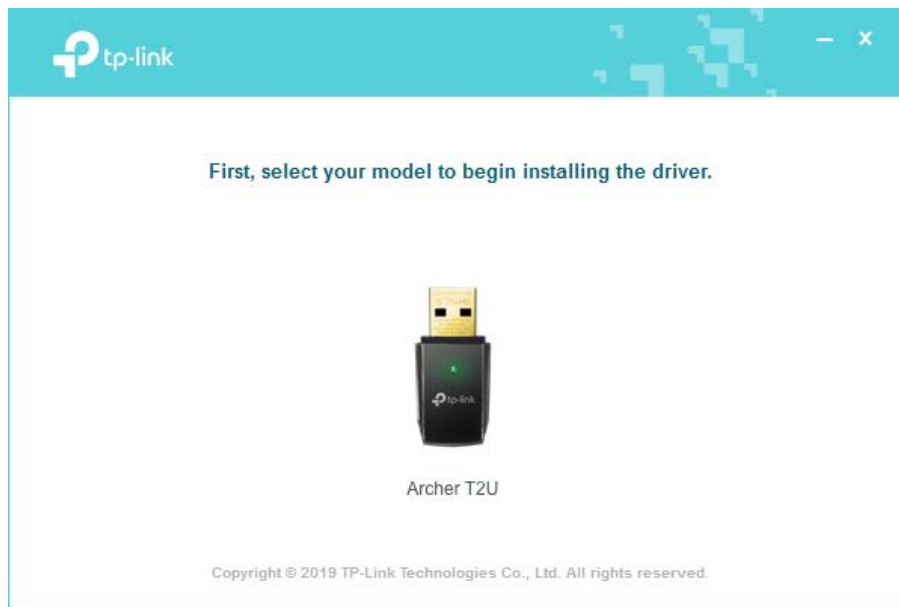 tp-link
— x
First, select your model to begin installing the driver.
tp-link
Archer T2U
Copyright © 2019 TP-Link Technologies Co., Ltd. All rights reserved.